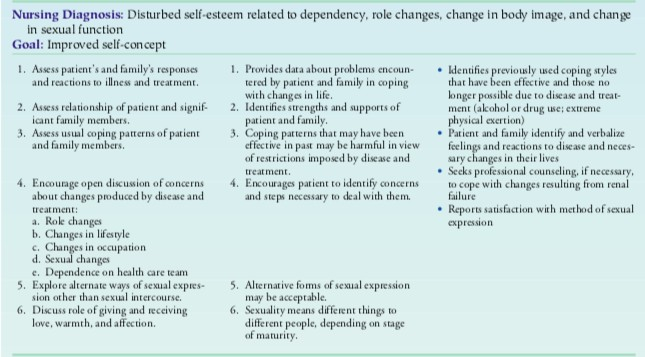 Nursing Diagnosis: Disturbed self-esteem related to dependency, role changes, change in body image, and change
in sexual function
Goal: Improved self-concept
1. Assess patient's and family's responses
and reactions to illness and treatment.
2. Assess relationship of patient and signif-
icant family members.
3. Assess usual coping patterns of patient
and family members.
4. Encourage open discussion of concerns
about changes produced by disease and
treatment:
a. Role changes
b. Changes in lifestyle
c. Changes in occupation
d. Sexual changes
e. Dependence on health care team
5. Explore alternate ways of sexual expres-
sion other than sexual intercourse.
6. Discuss role of giving and receiving
love, warmth, and affection.
1. Provides data about problems encoun-
tered by patient and family in coping
with changes in life.
2. Identifies strengths and supports of
patient and family.
3. Coping patterns that may have been
effective in past may be harmful in view
of restrictions imposed by disease and
treatment.
4. Encourages patient to identify concerns
and steps necessary to deal with them.
5. Alternative forms of sexual expression
may be acceptable.
6. Sexuality means different things to
different people, depending on stage
of maturity.
• Identifies previously used coping styles
that have been effective and those no
longer possible due to disease and treat-
ment (alcohol or drug use; extreme
physical exertion)
• Patient and family identify and verbalize
feelings and reactions to disease and neces-
sary changes in their lives
• Seeks professional counseling, if necessary,
to cope with changes resulting from renal
failure
• Reports satisfaction with method of sexual
expression